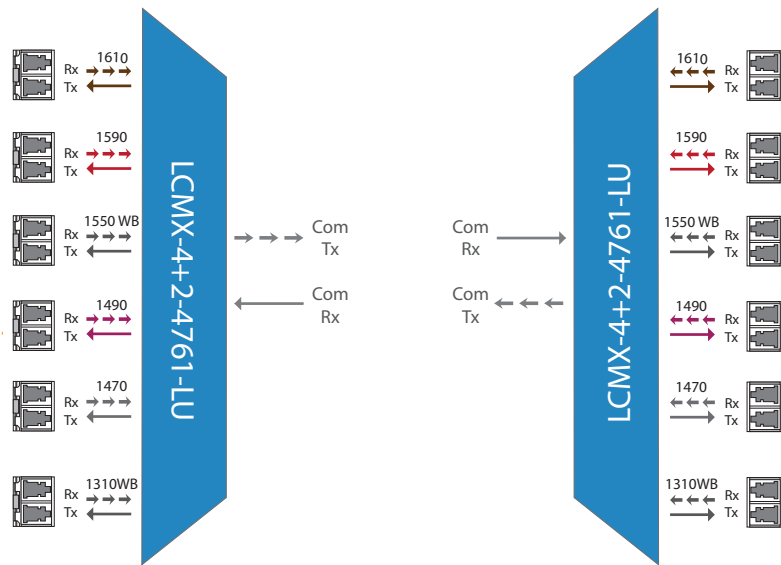 1610
Rx
Tx
1590
Rx
Tx
1550 WB
Rx
Tx
1490
Rx
Tx
1470
Rx
Tx
1310WB
Rx
Tx
LCMX-4+2-4761-LU
Com
Tx
Com
Rx
Com
Rx
Com
Tx
LCMX-4+2-4761-LU
1610
Rx
Tx
1590
Rx
Tx
1550 WB
Rx
Tx
1490
Rx
Tx
1470
Rx
Tx
1310WB
Rx
Tx